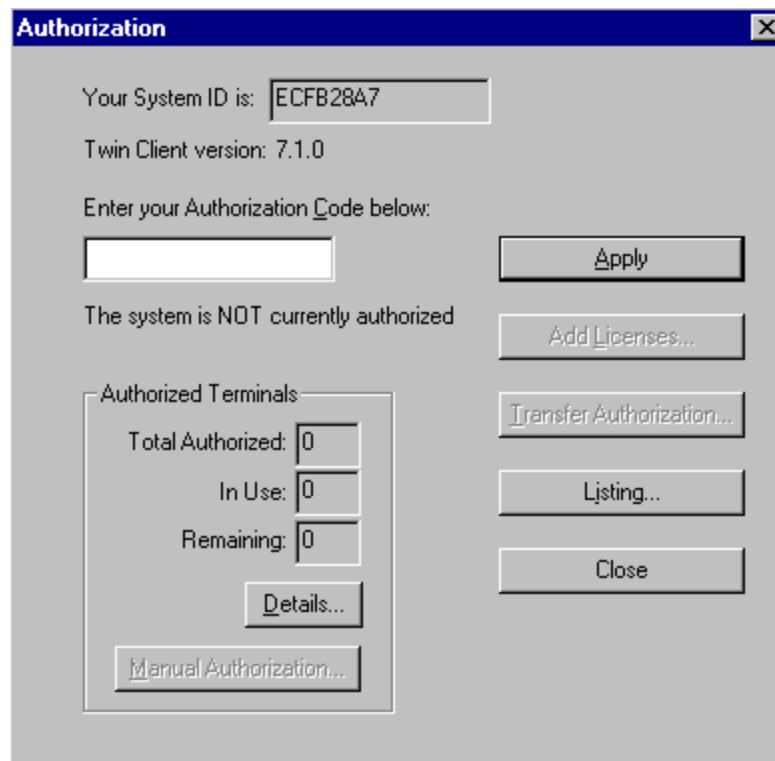 Authorization
Your System ID is: ECFB28A7
Twin Client version: 7.1.0
Enter your Authorization Code below:
Apply
The system is NOT currently authorized
Add Licenses...
Authorized Terminals
Transfer Authorization...
Total Authorized: 0
In Use: 0
Listing...
Remaining: 0
Close
Details...
Manual Authorization...